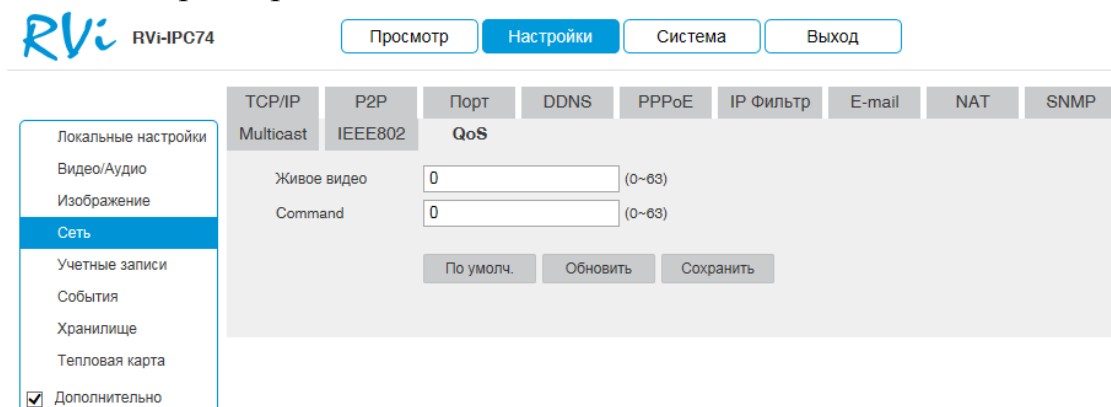 RVi RVi-IPC74 Просмотр Настройки Система Выход
TCP/IP P2P Порт DDNS PPPoE IP Фильтр E-mail NAT SNMP
Multicast IEEE802 QoS
Локальные настройки
Видео/Аудио
Изображение
Сеть
Учетные записи
События
Хранилище
Тепловая карта
Дополнительно
Живое видео 0 (0~63)
Command 0 (0~63)
По умолч. Обновить Сохранить